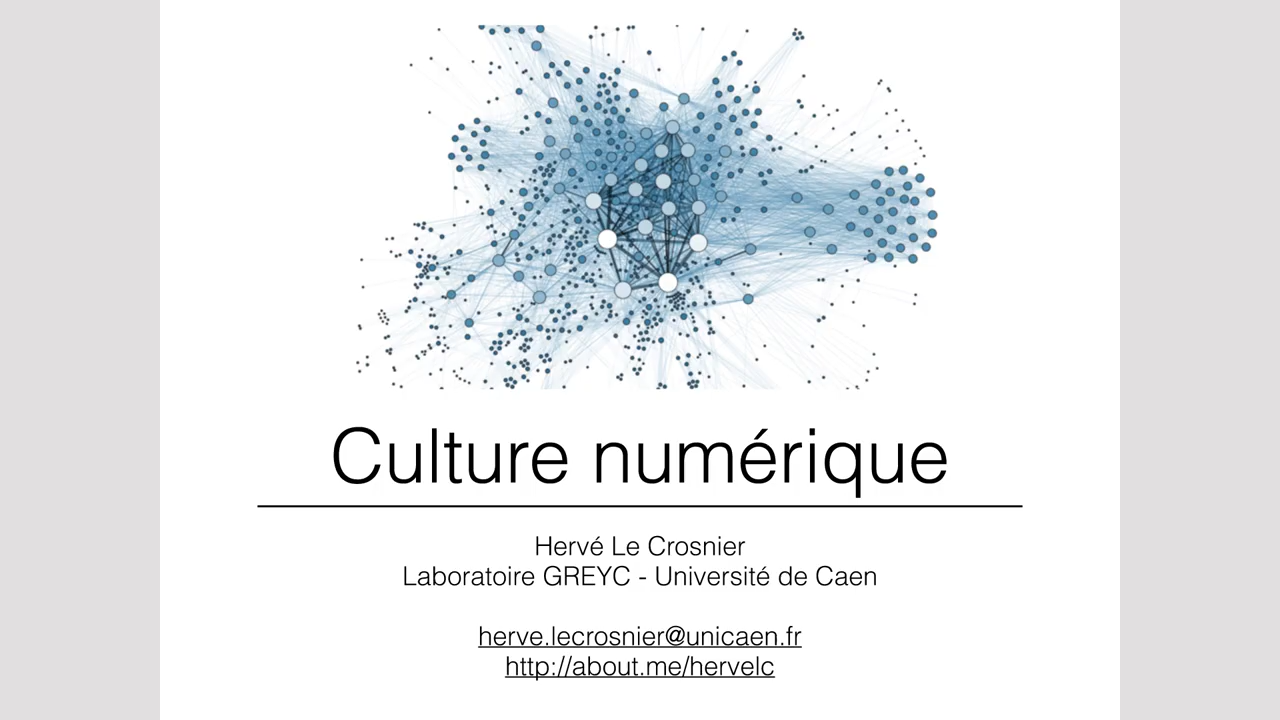 Culture numérique
Hervé Le Crosnier
Laboratoire GREYC - Université de Caen
herve.lecrosnier@unicaen.fr
http://about.me/hervelc